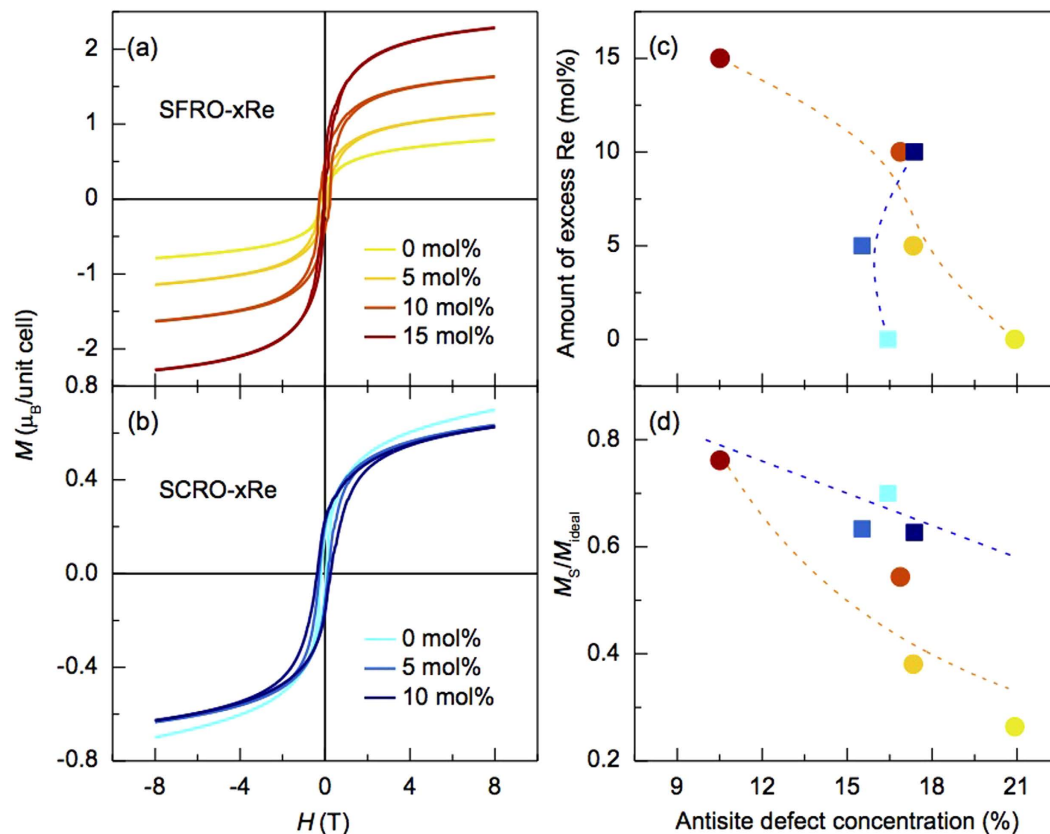 (a)
SFRO-xRe
2
1
0
-1
-2
0 mol%
5 mol%
10 mol%
15 mol%
M (μB/unit cell)
(b)
SCRO-xRe
0.8
0.4
0.0
-0.4
-0.8
0 mol%
5 mol%
10 mol%
-8 -4 0 4 8
H (T)
(c)
Amount of excess Re (mol%)
15
10
5
0
(d)
MS/Mideal
0.8
0.6
0.4
0.2
9 12 15 18 21
Antisite defect concentration (%)